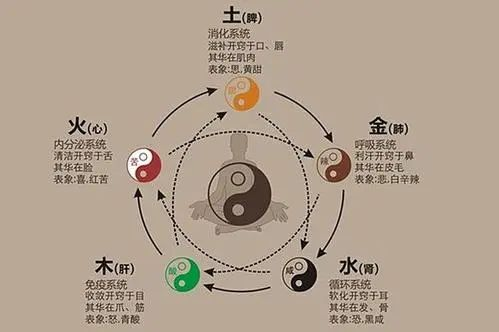 土(脾)
消化系统
滋补开窍于口、唇
其华在肌肉
表象:思,黄甜
火(心)
内分泌系统
清洁开窍于舌
其华在脸
表象:喜,红苦
苦
金(肺)
呼吸系统
利汗开窍于鼻
其华在皮毛
表象:悲,白辛辣
辣
木(肝)
免疫系统
收敛开窍于目
其华在爪、筋
表象:怒,青酸
酸
水(肾)
循环系统
软化开窍于耳
其华在发、骨
表象:恐,黑咸
咸